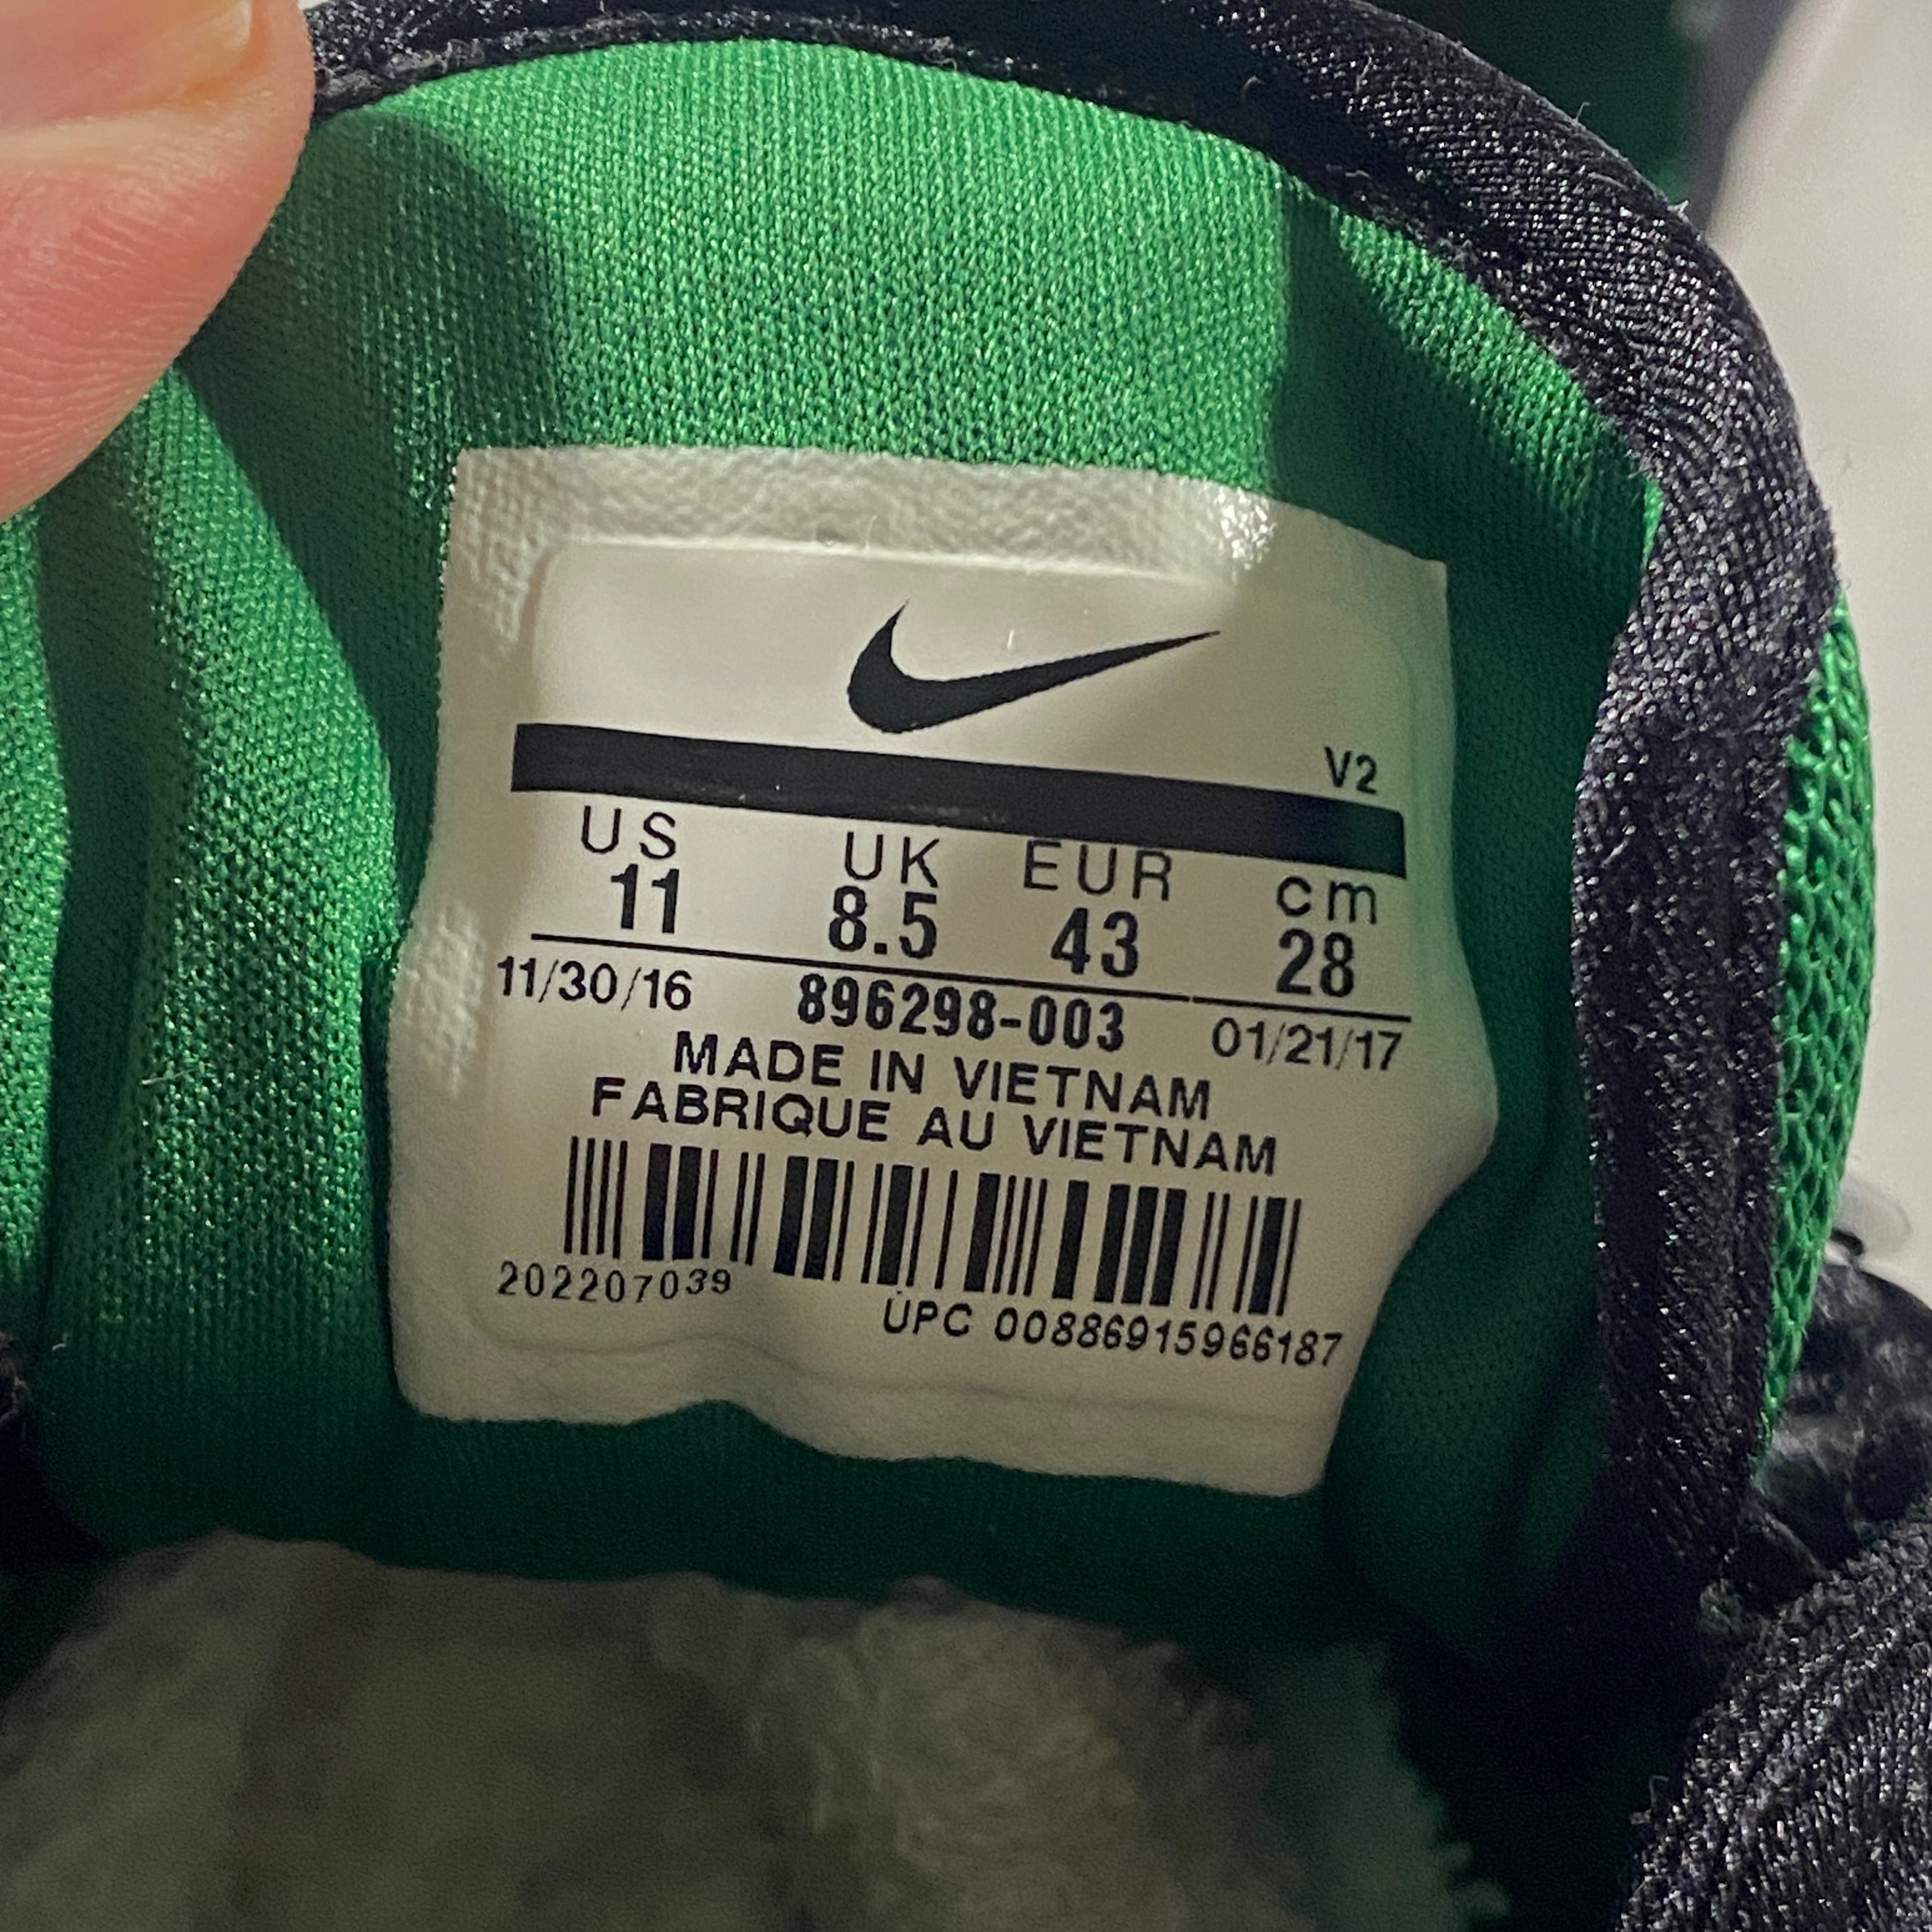 V2
US UK EUR cm
11 8.5 43 28
11/30/16 896298-003 01/21/17
MADE IN VIETNAM
FABRIQUE AU VIETNAM
202207039
UPC 00886915966187